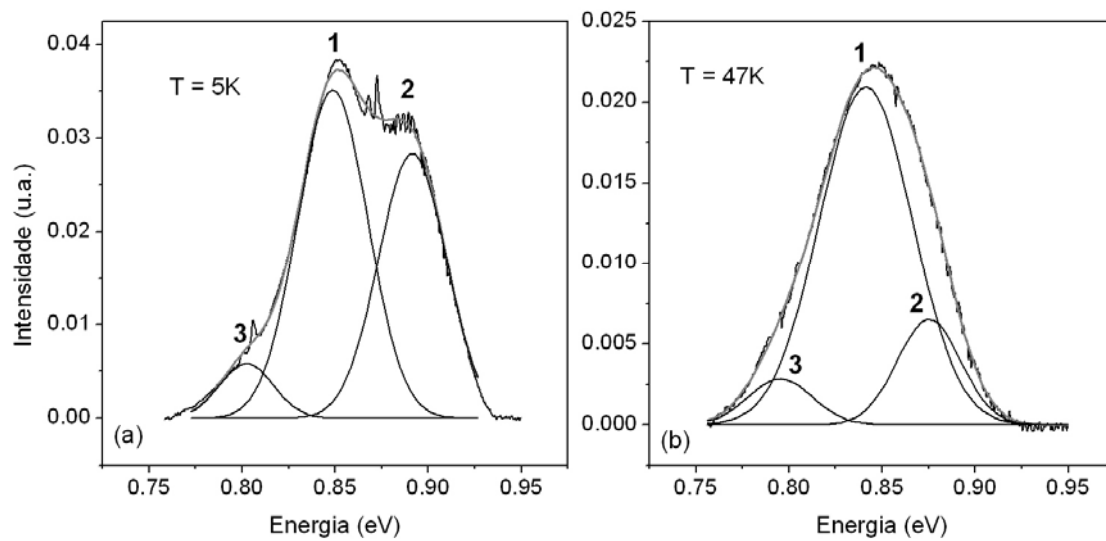 T = 5K
1
2
3
(a)
Intensidade (u.a.)
0.04
0.03
0.02
0.01
0.00
0.75 0.80 0.85 0.90 0.95
Energia (eV)
T = 47K
1
2
3
(b)
0.025
0.020
0.015
0.010
0.005
0.000
0.75 0.80 0.85 0.90 0.95
Energia (eV)